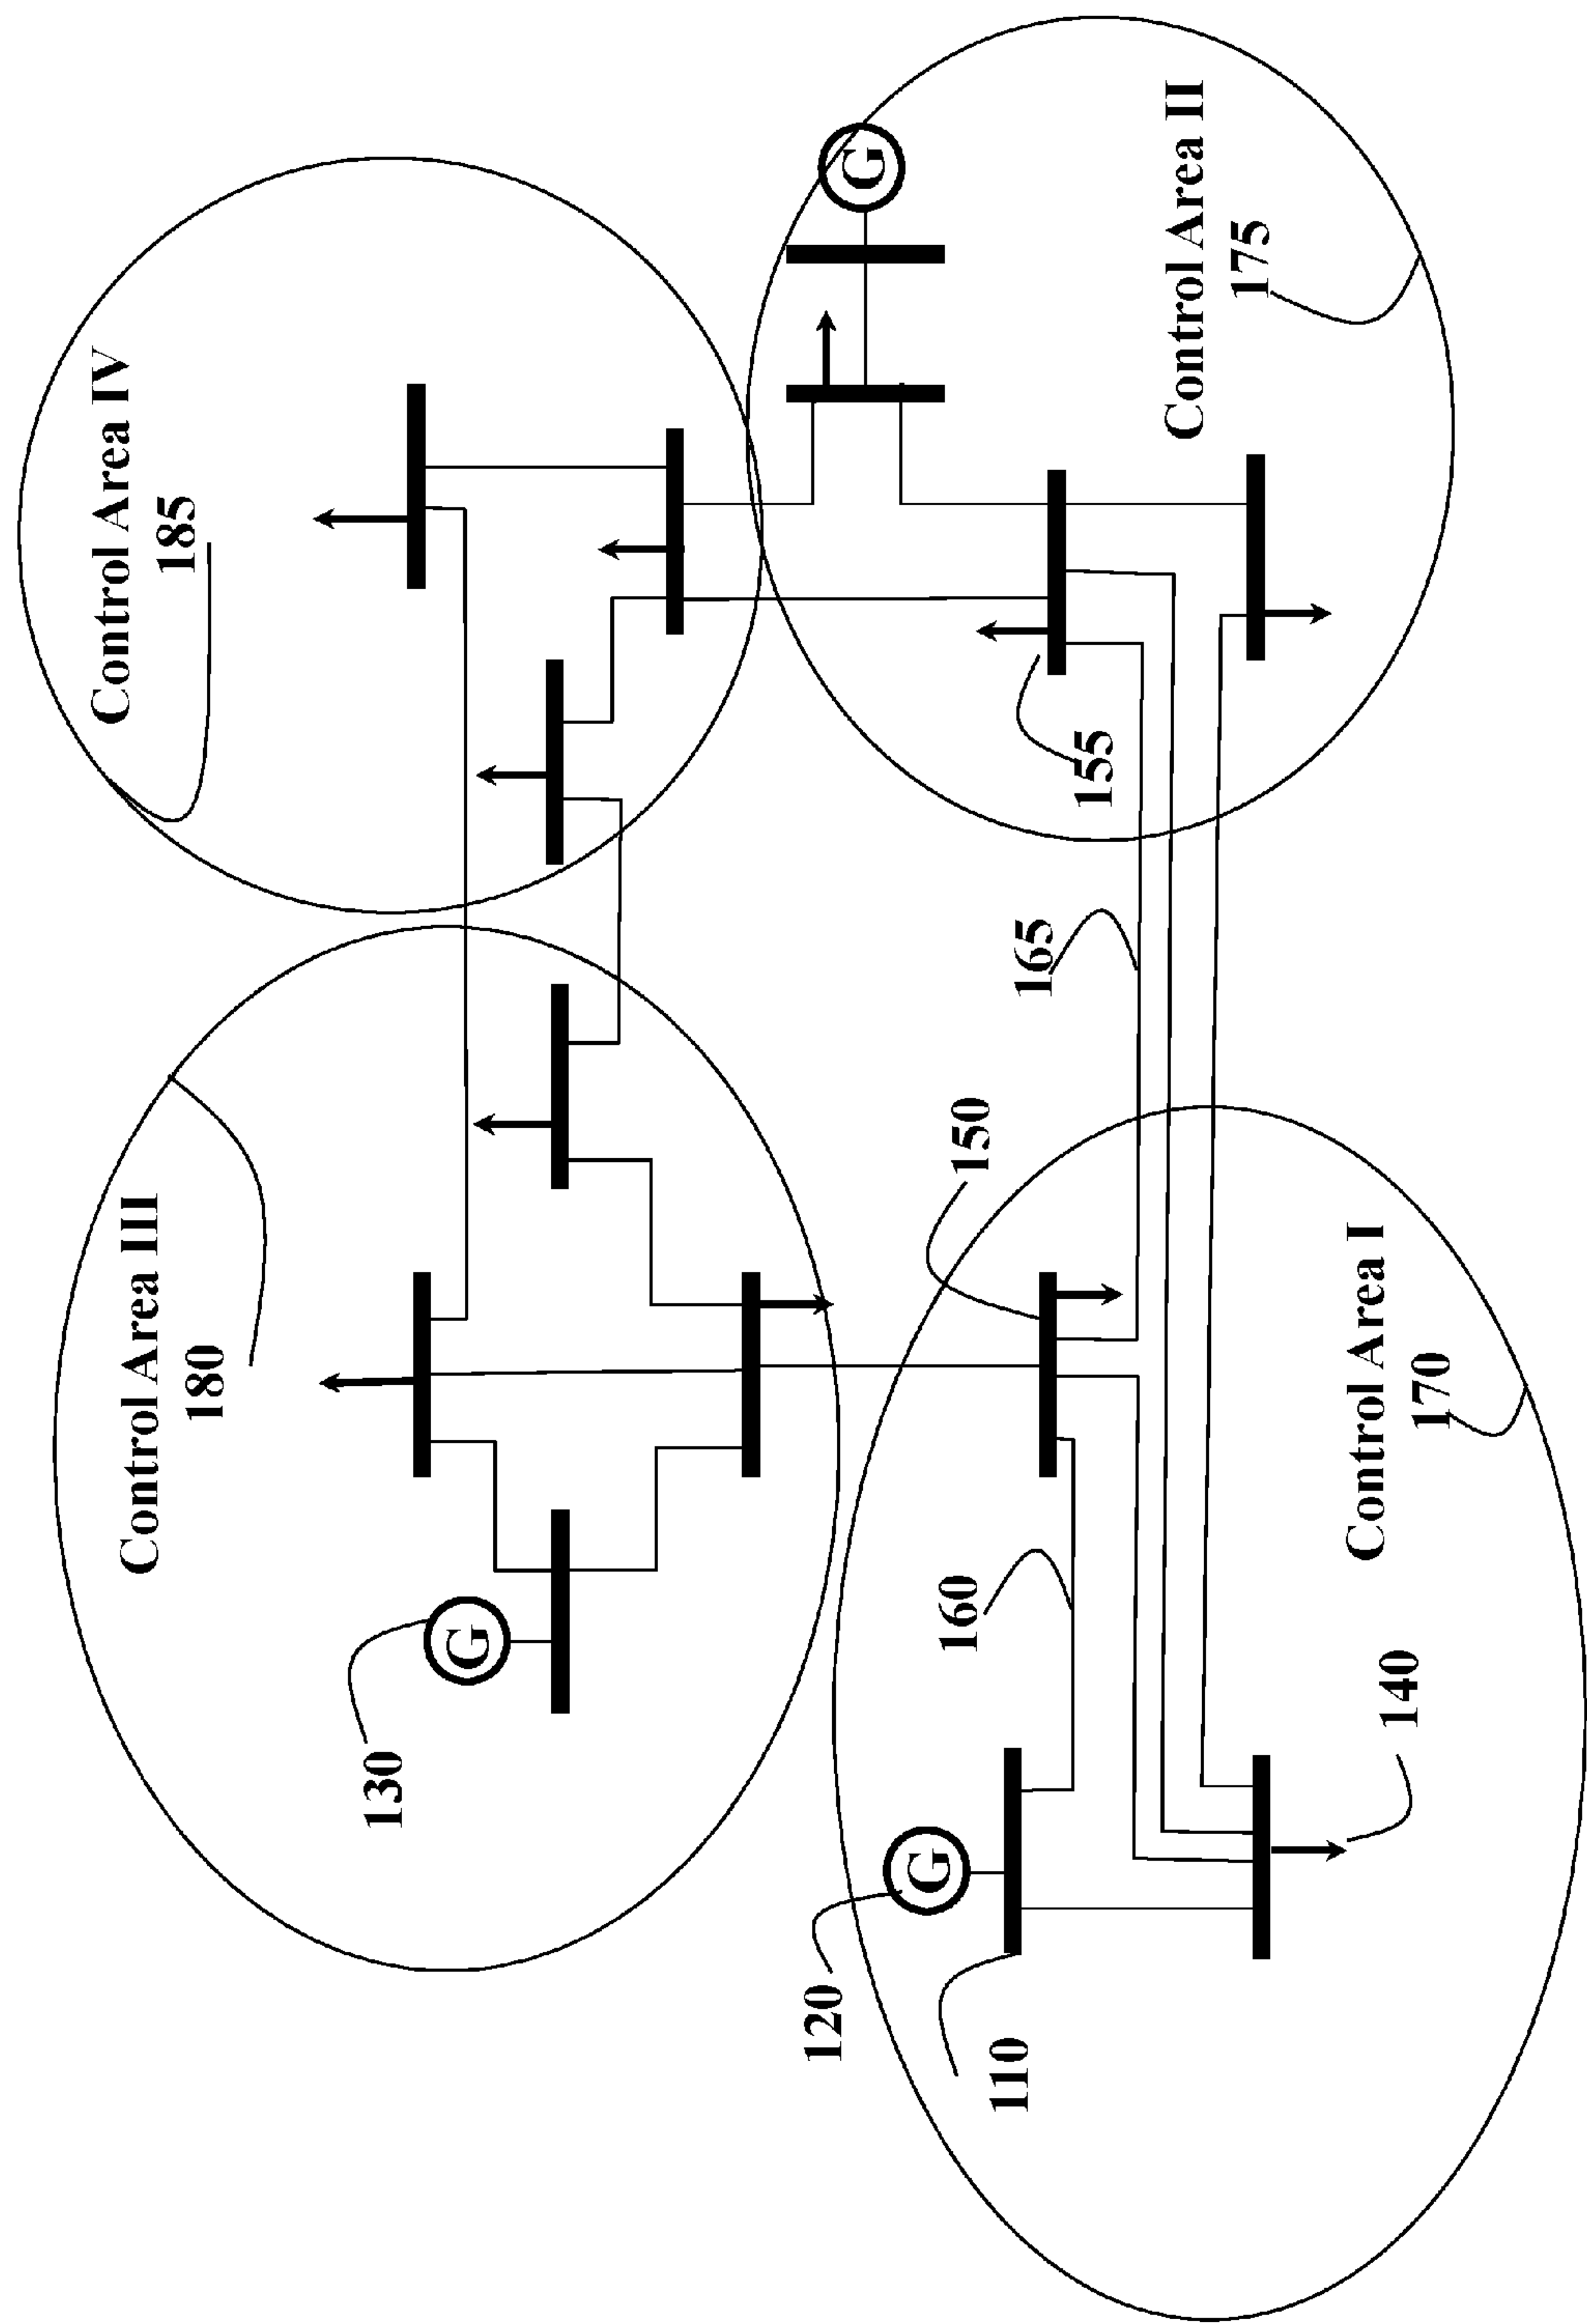 Control Area III
180
Control Area IV
185
130
G
120
G
110
160
150
165
155
G
Control Area II
175
Control Area I
170
140